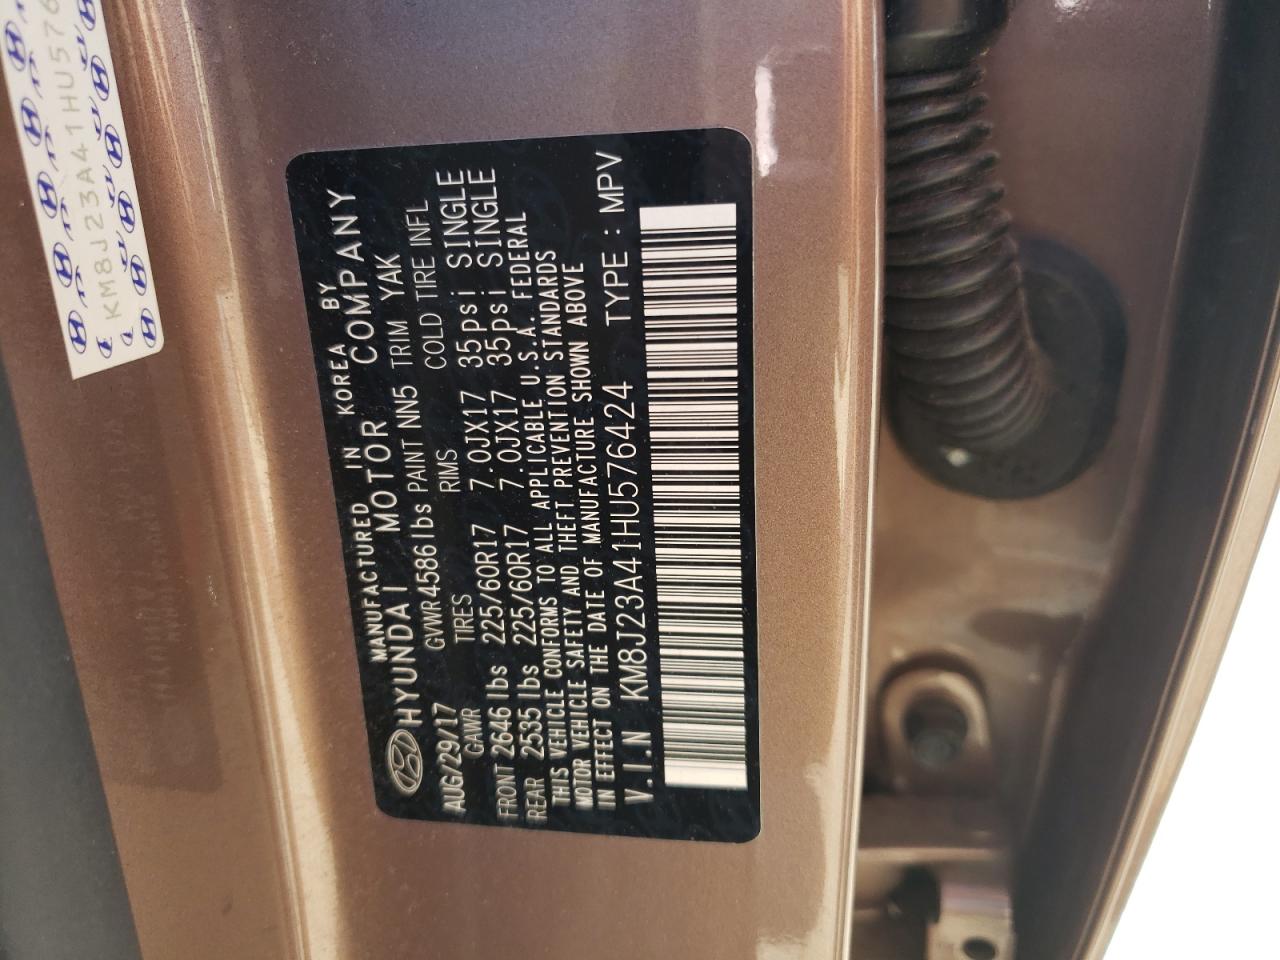 MANUFACTURED IN KOREA BY
HYUNDAI MOTOR COMPANY
AUG/29/17 GVWR 4586 lbs PAINT NN5 TRIM YAK
GAWR TIRES RIMS COLD TIRE INFL
FRONT 2646 lbs 225/60R17 7.0JX17 35psi SINGLE
REAR 2535 lbs 225/60R17 7.0JX17 35psi SINGLE
THIS VEHICLE CONFORMS TO ALL APPLICABLE U.S.A. FEDERAL
MOTOR VEHICLE SAFETY AND THEFT PREVENTION STANDARDS
IN EFFECT ON THE DATE OF MANUFACTURE SHOWN ABOVE
V.I.N KM8J23A41HU576424 TYPE : MPV
KM8J23A41HU576